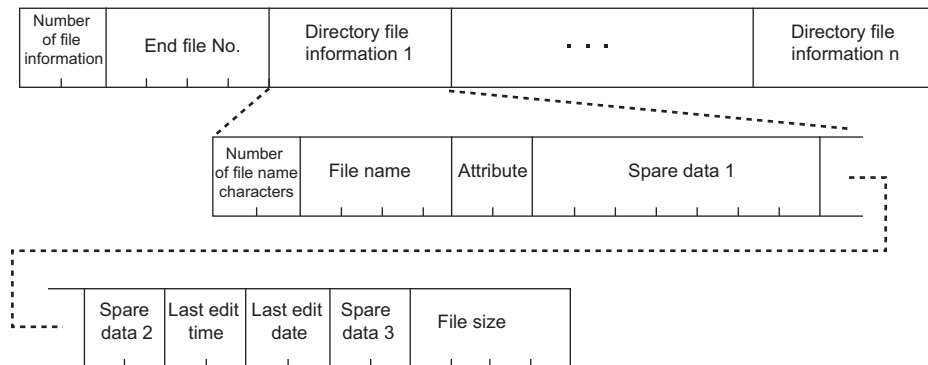 Number
of file
information
End file No.
Directory file
information 1
. . .
Directory file
information n
Number
of file name
characters
File name
Attribute
Spare data 1
Spare
data 2
Last edit
time
Last edit
date
Spare
data 3
File size